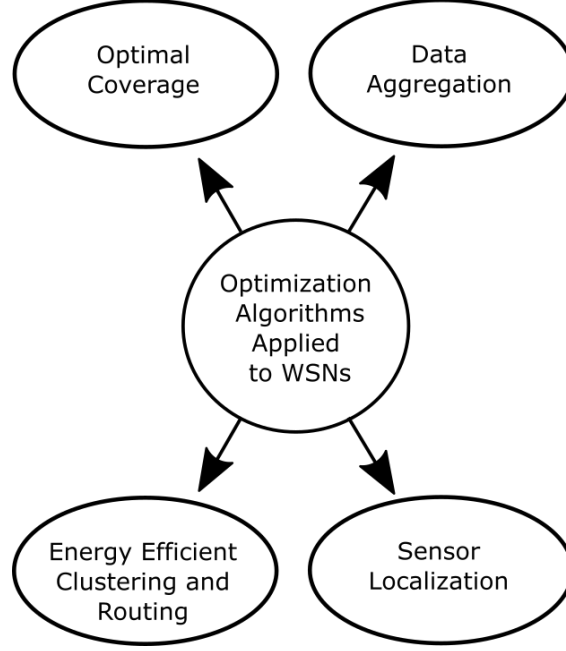 Optimal
Coverage
Data
Aggregation
Optimization
Algorithms
Applied
to WSNs
Energy Efficient
Clustering and
Routing
Sensor
Localization